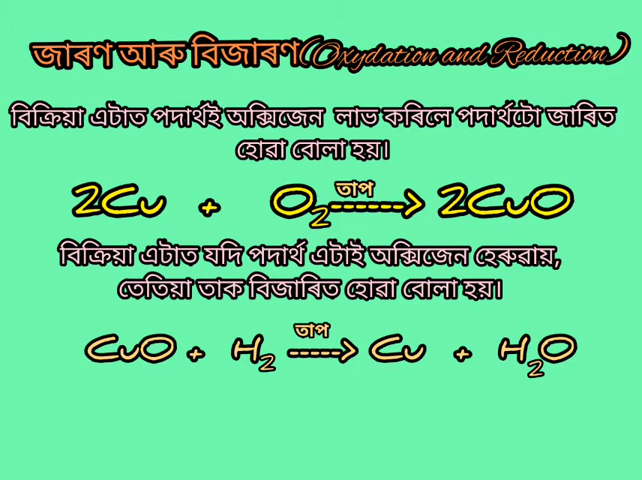 জাৰণ আৰু বিজাৰণ(Oxydation and Reduction)
বিক্ৰিয়া এটাত পদাৰ্থই অক্সিজেন লাভ কৰিলে পদাৰ্থটো জাৰিত
হোৱা বোলা হয়।
তাপ
2Cu + O₂------> 2CuO
বিক্ৰিয়া এটাত যদি পদাৰ্থ এটাই অক্সিজেন হেৰুৱায়,
তেতিয়া তাক বিজাৰিত হোৱা বোলা হয়।
তাপ
CuO + H₂ -----> Cu + H₂O